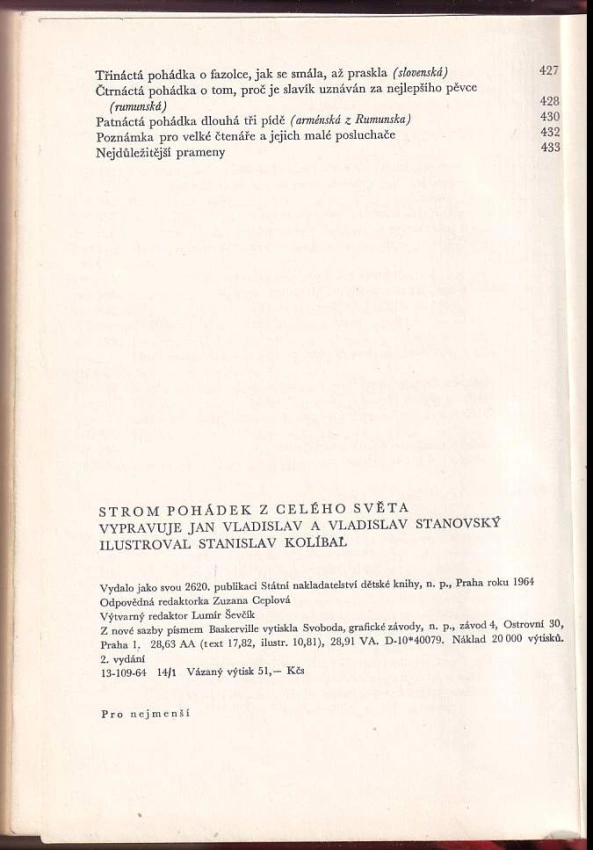 Třináctá pohádka o fazolce, jak se smála, až praskla (slovenská) 427
Čtrnáctá pohádka o tom, proč je slavík uznáván za nejlepšího pěvce
(rumunská) 428
Patnáctá pohádka dlouhá tři pídě (arménská z Rumunska) 430
Poznámka pro velké čtenáře a jejich malé posluchače 432
Nejdůležitější prameny 433
STROM POHÁDEK Z CELÉHO SVĚTA
VYPRAVUJE JAN VLADISLAV A VLADISLAV STANOVSKÝ
ILUSTROVAL STANISLAV KOLÍBAĽ
Vydalo jako svou 2620. publikaci Státní nakladatelství dětské knihy, n. p., Praha roku 1964
Odpovědná redaktorka Zuzana Ceplová
Výtvarný redaktor Lumír Ševčík
Z nové sazby písmem Baskerville vytiskla Svoboda, grafické závody, n. p., závod 4, Ostrovní 30,
Praha 1. 28,63 AA (text 17,82, ilustr. 10,81), 28,91 VA. D-10*40079. Náklad 20 000 výtisků.
2. vydání
13-109-64 14/1 Vázaný výtisk 51,— Kčs
Pro nejmenší